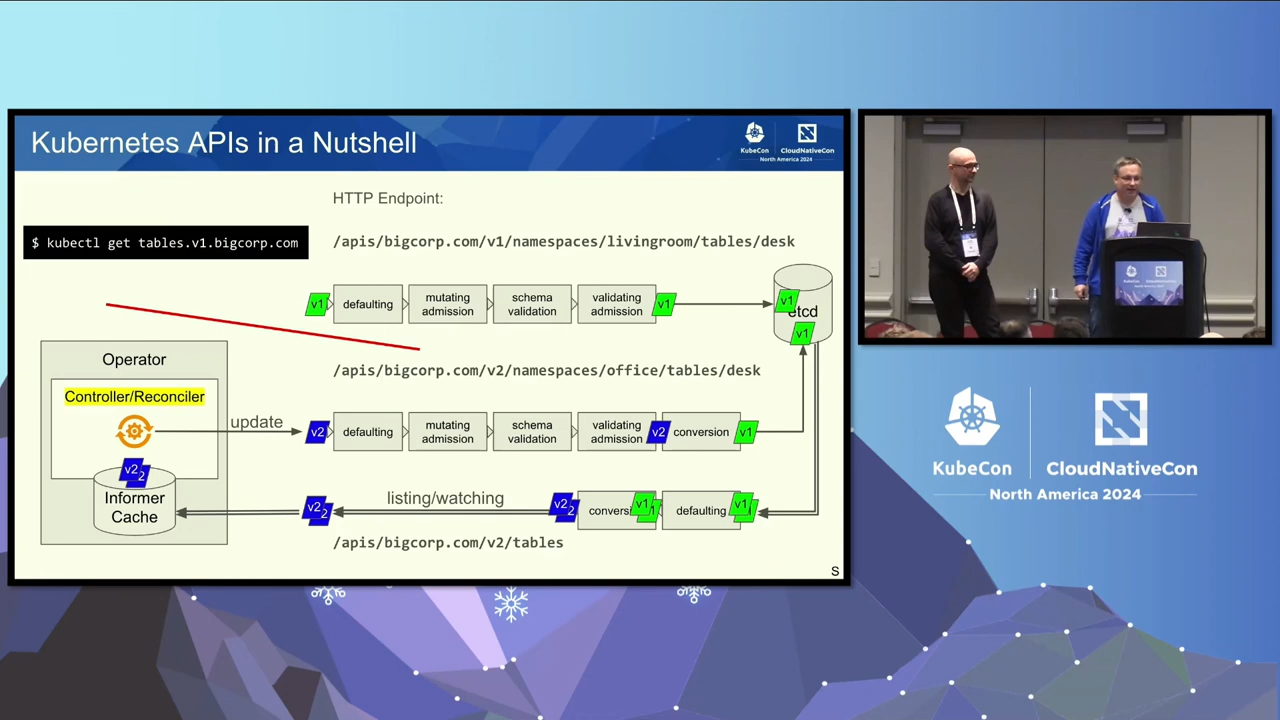 Kubernetes APIs in a Nutshell
KubeCon
CloudNativeCon
North America 2024
HTTP Endpoint:
$ kubectl get tables.v1.bigcorp.com
/apis/bigcorp.com/v1/namespaces/livingroom/tables/desk
v1
defaulting
mutating
admission
schema
validation
validating
admission
v1
v1
etcd
v1
/apis/bigcorp.com/v2/namespaces/office/tables/desk
Operator
Controller/Reconciler
update
v2
defaulting
mutating
admission
schema
validation
validating
admission
v2
conversion
v1
v2
2
Informer
Cache
v2
2
listing/watching
v2
2
convers
v1
defaulting
v1
/apis/bigcorp.com/v2/tables
S
KubeCon
CloudNativeCon
North America 2024